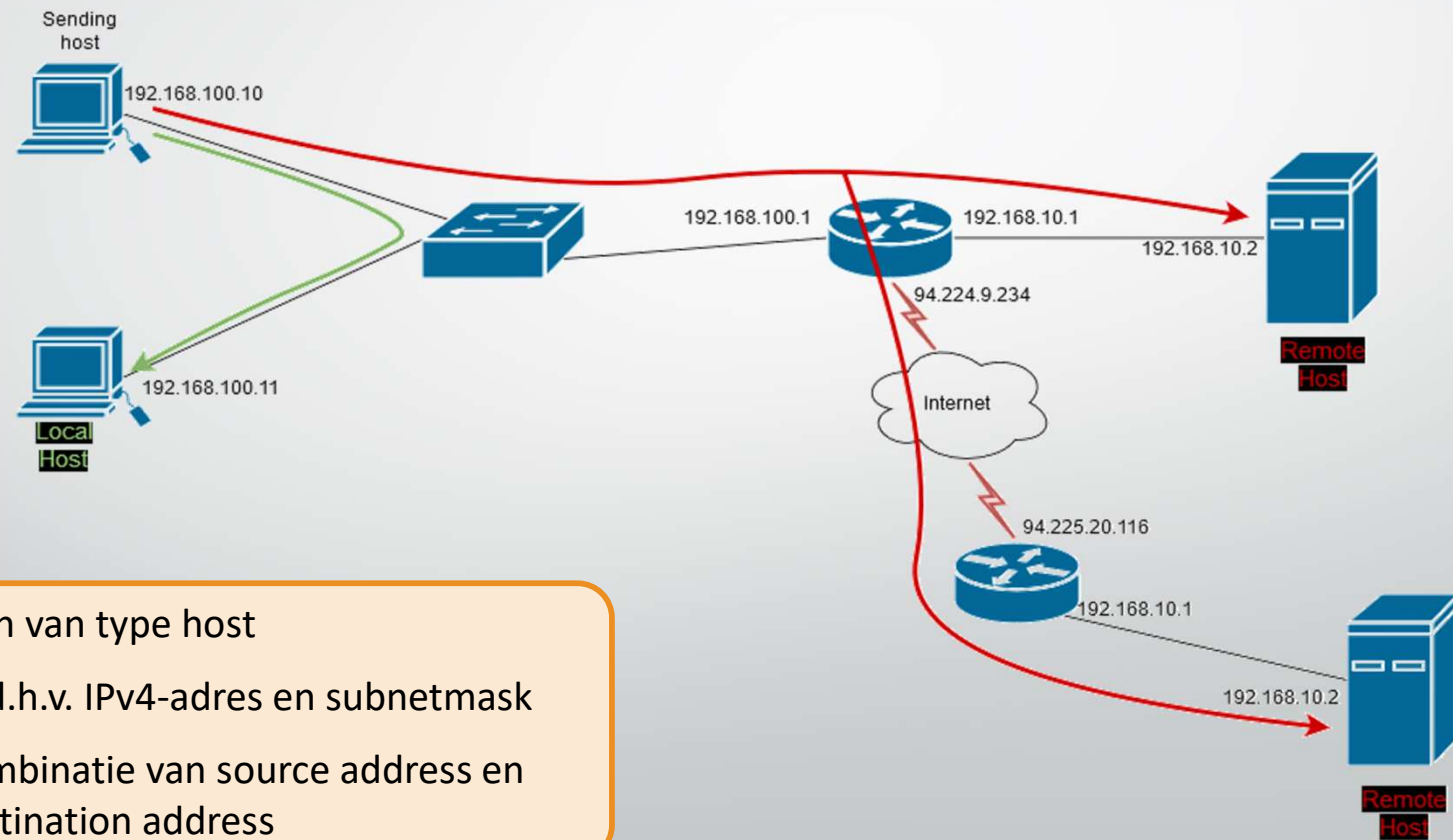 Sending
host
192.168.100.10
192.168.100.1
192.168.10.1
192.168.10.2
94.224.9.234
Remote
Host
192.168.100.11
Local
Host
Internet
94.225.20.116
192.168.10.1
192.168.10.2
Remote
Host
van type host
IPv4-adres en subnetmask
van source address en
address